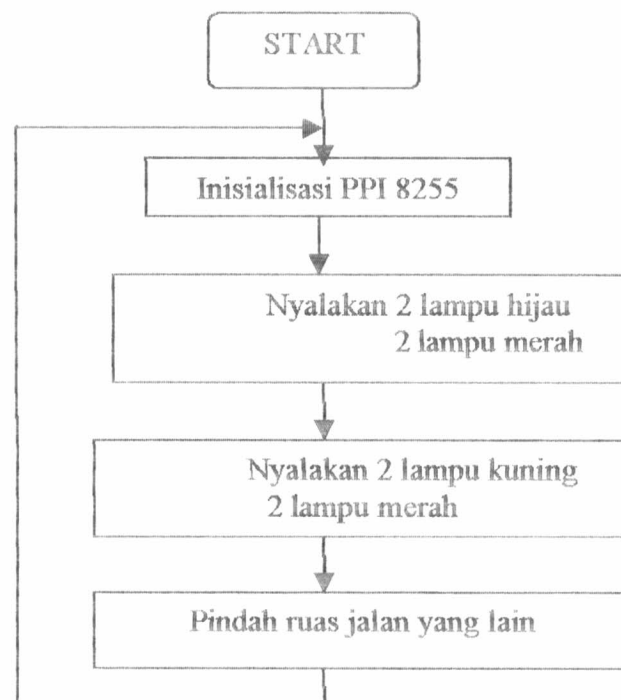 START
Inisialisasi PPI 8255
Nyalakan 2 lampu hijau
2 lampu merah
Nyalakan 2 lampu kuning
2 lampu merah
Pindah ruas jalan yang lain